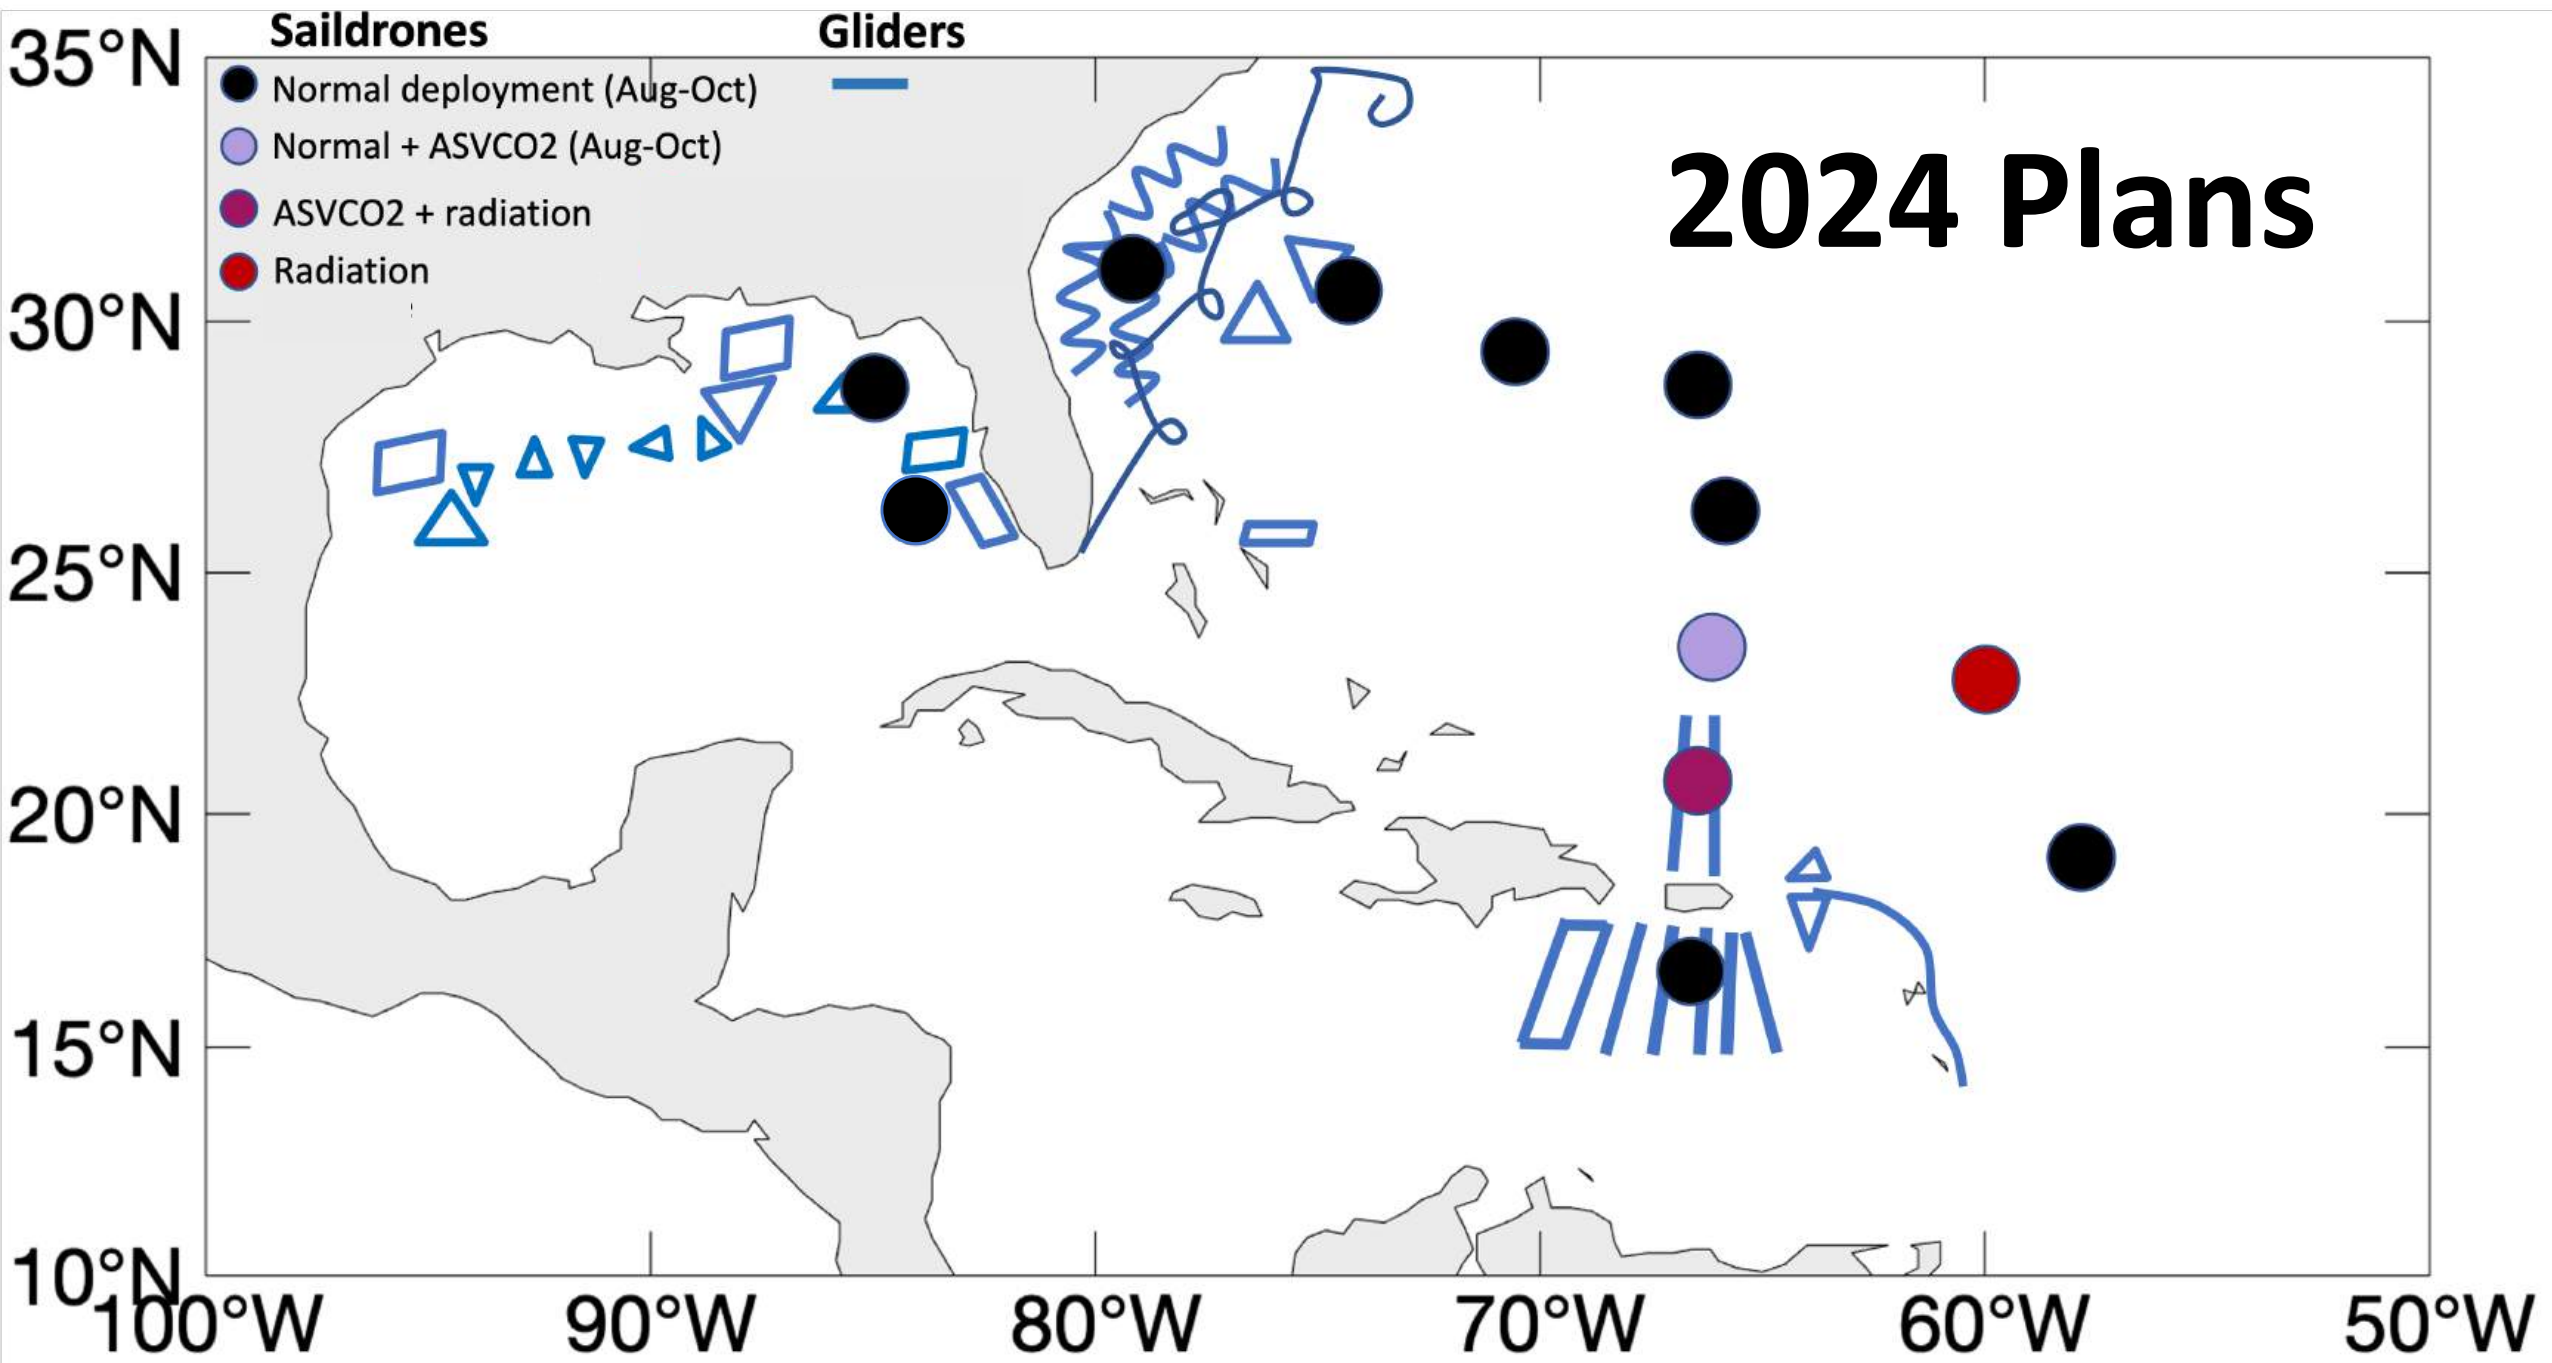 Saildrones
Gliders
Normal deployment (Aug-Oct)
Normal + ASVCO2 (Aug-Oct)
ASVCO2 + radiation
Radiation
2024 Plans
35°N
30°N
25°N
20°N
15°N
10°N
100°W
90°W
80°W
70°W
60°W
50°W